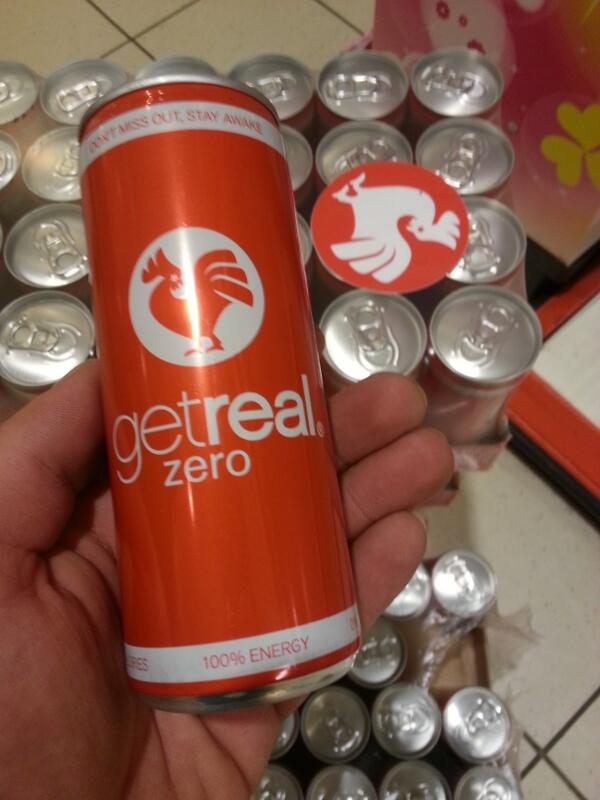 DON'T MISS OUT, STAY AWAKE
getreal®
zero
100% ENERGY